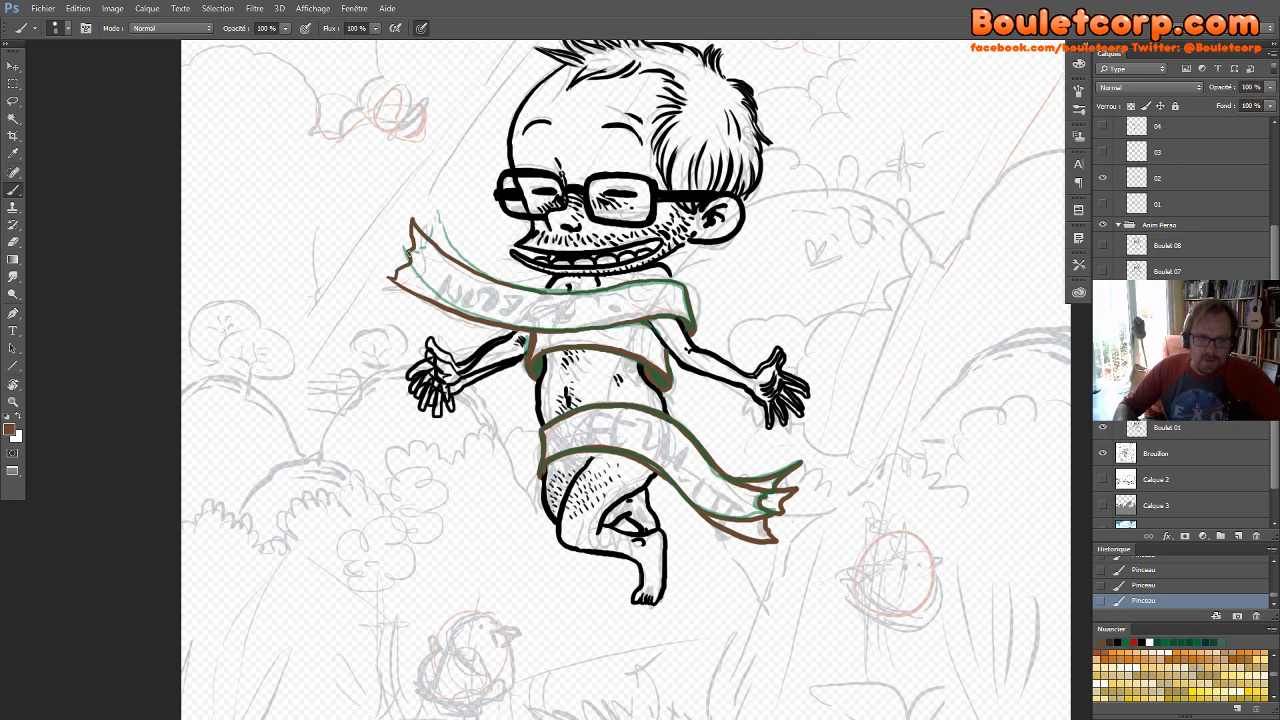 Ps Fichier Edition Image Calque Texte Sélection Filtre 3D Affichage Fenêtre Aide
Mode : Normal Opacité : 100 % Flux : 100 %
Bouletcorp.com
facebook.com/bouletcorp Twitter: @Bouletcorp
Calques
Type
Normal Opacité : 100 %
Verrou : Fond : 100 %
04
03
02
01
Anim Perso
Boulet 08
Boulet 07
Boulet 01
Brouillon
Calque 2
Calque 3
Historique
Pinceau
Pinceau
Pinceau
Nuancier